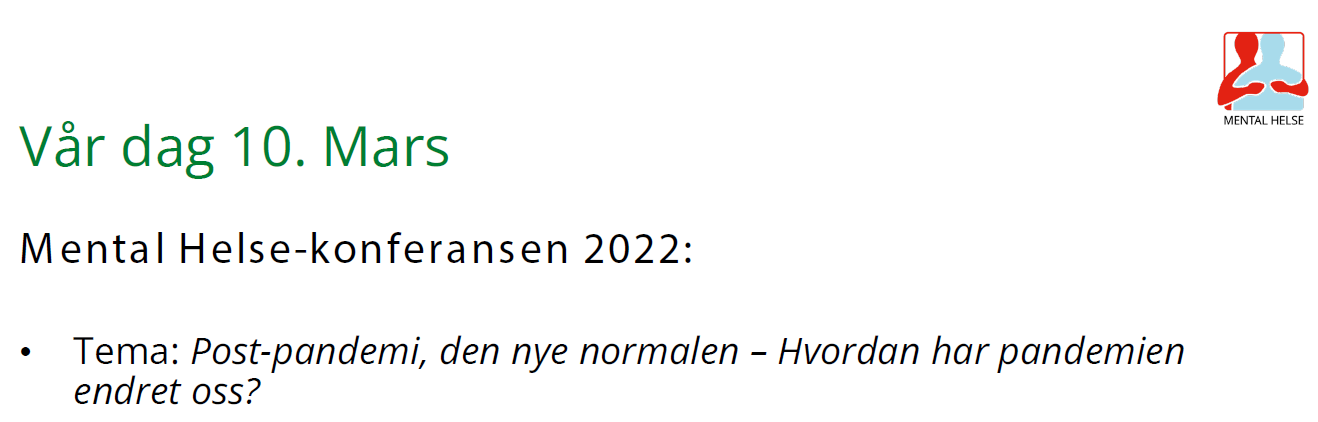 MENTAL HELSE
Vår dag 10. Mars
Mental Helse-konferansen 2022:
• Tema: Post-pandemi, den nye normalen – Hvordan har pandemien
endret oss?